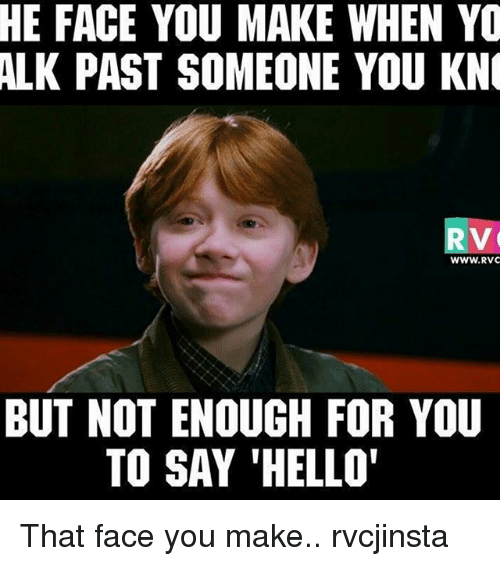 HE FACE YOU MAKE WHEN YO
ALK PAST SOMEONE YOU KNO
RV
WWW.RVC
BUT NOT ENOUGH FOR YOU
TO SAY 'HELLO'
That face you make.. rvcjinsta